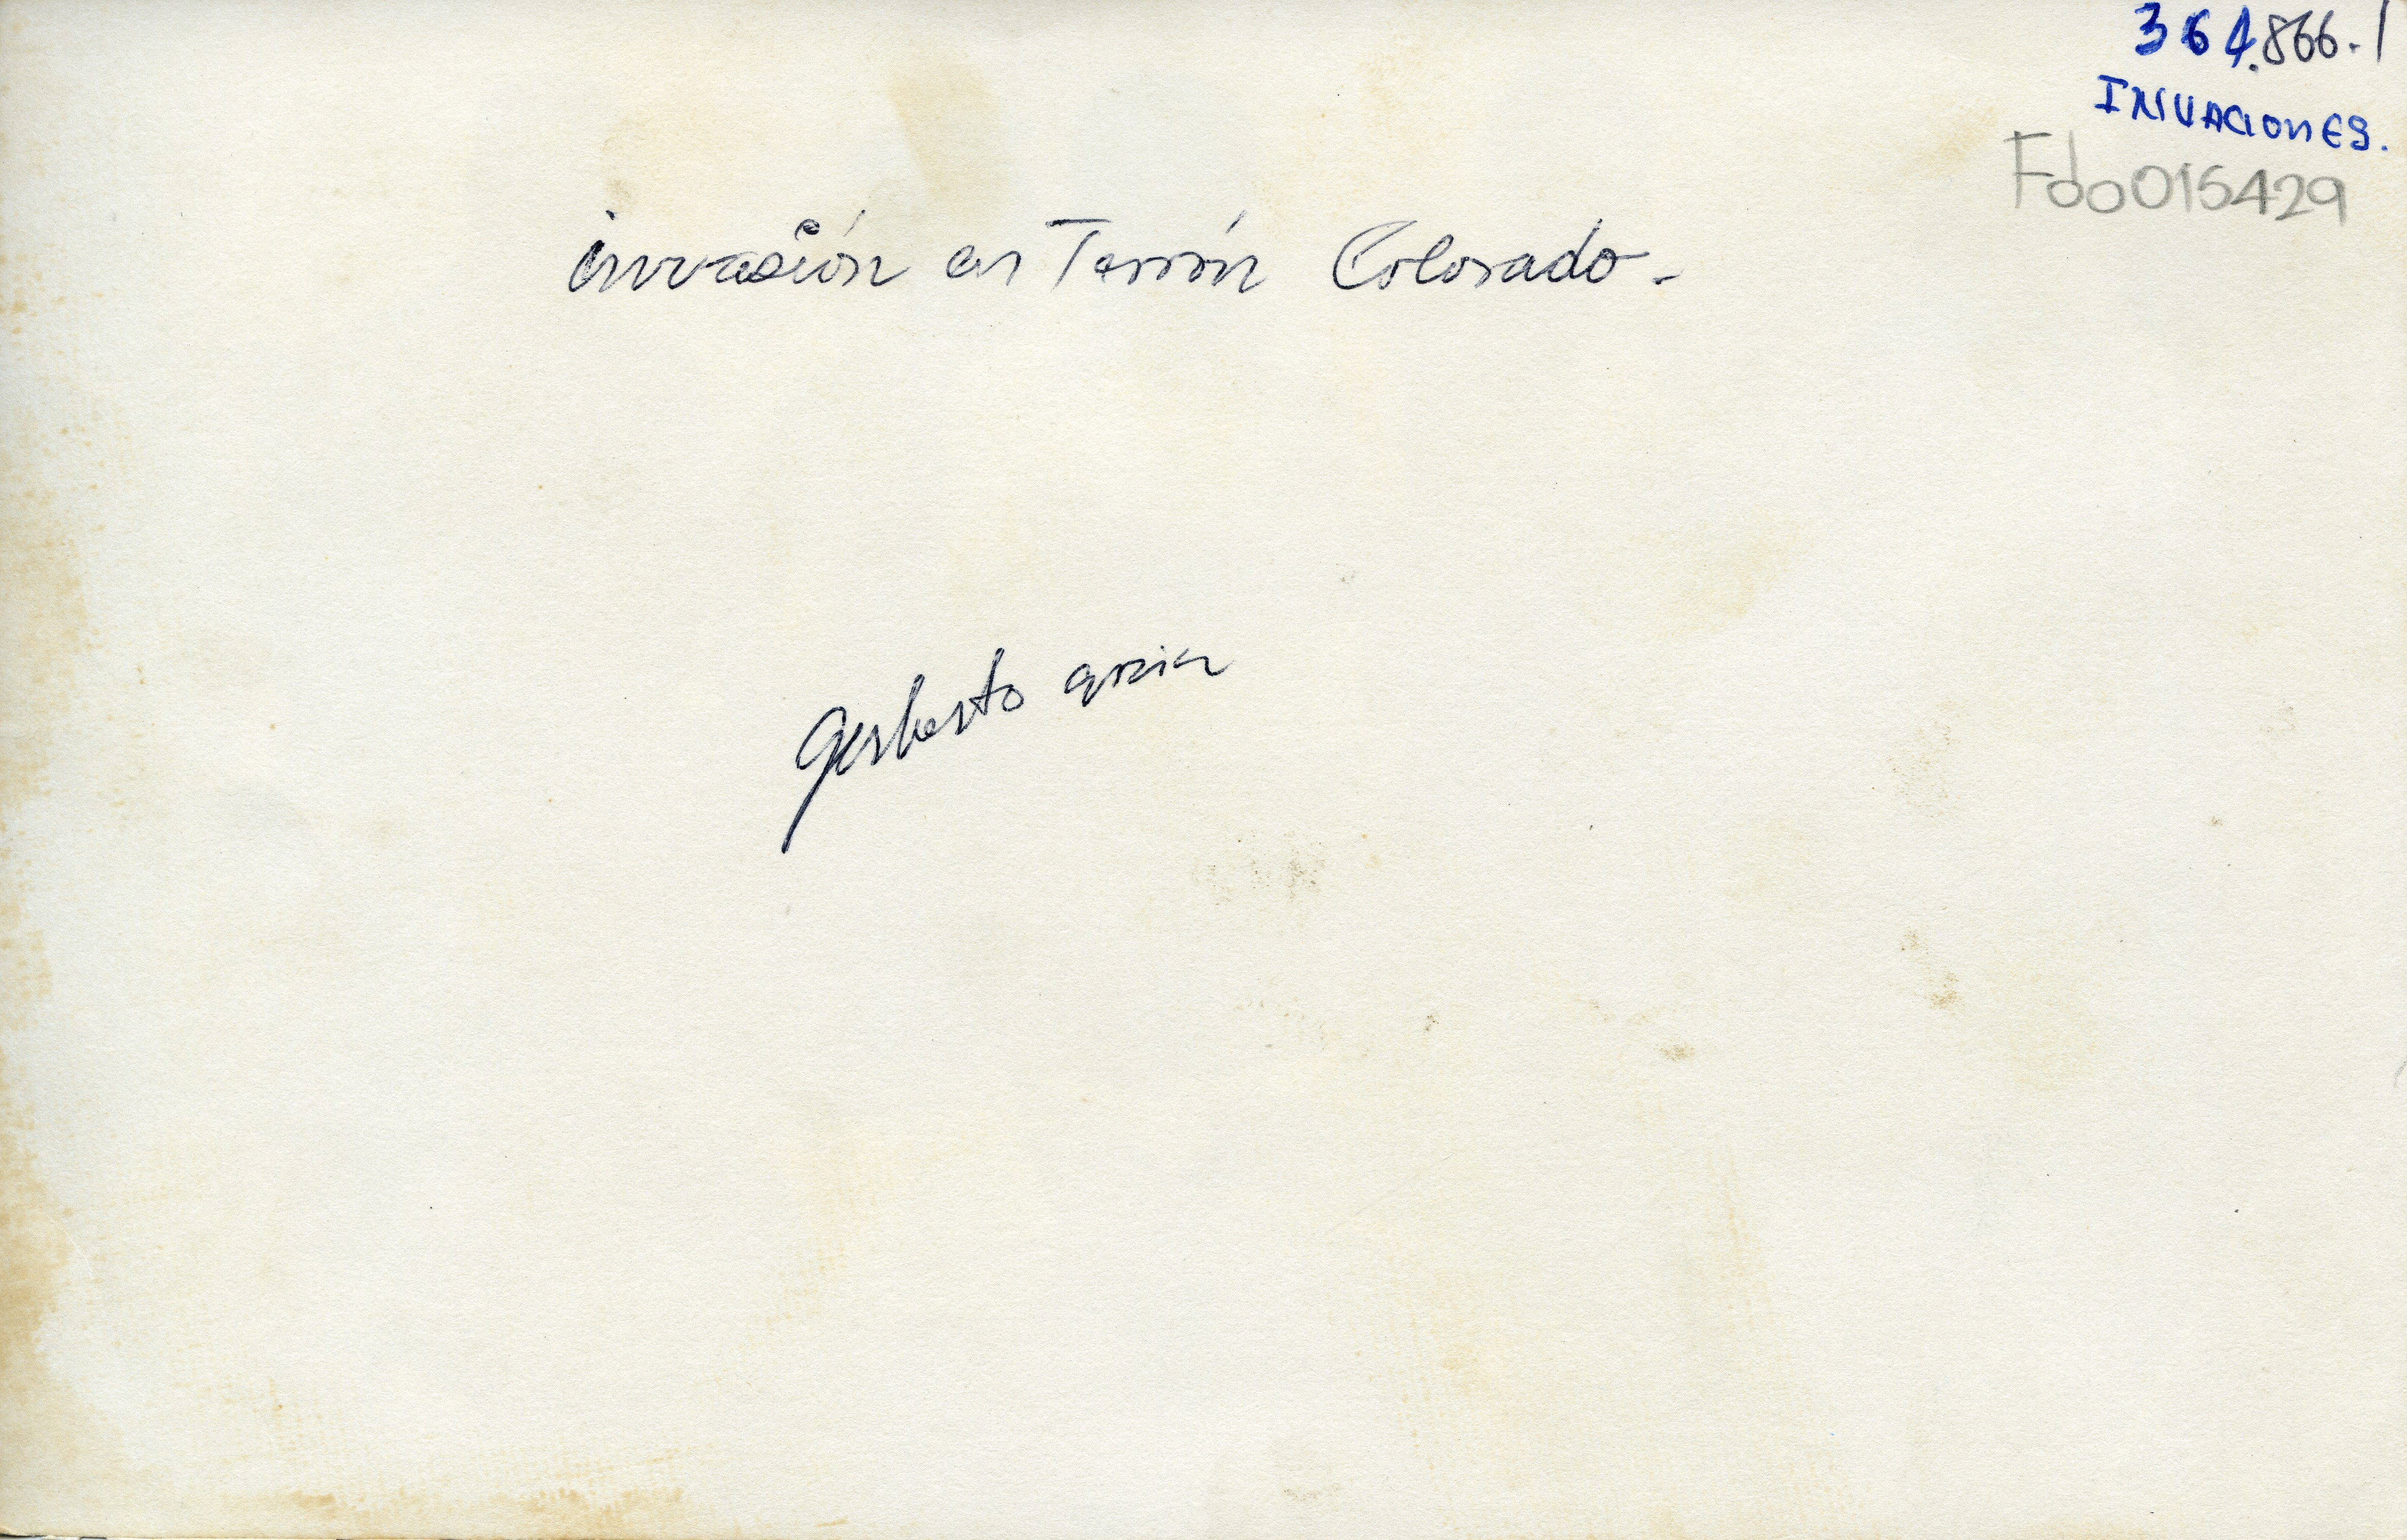 364.866.1
INVACIONES.
Fdo015429
invasión en Terrón Colorado -
Gerberto